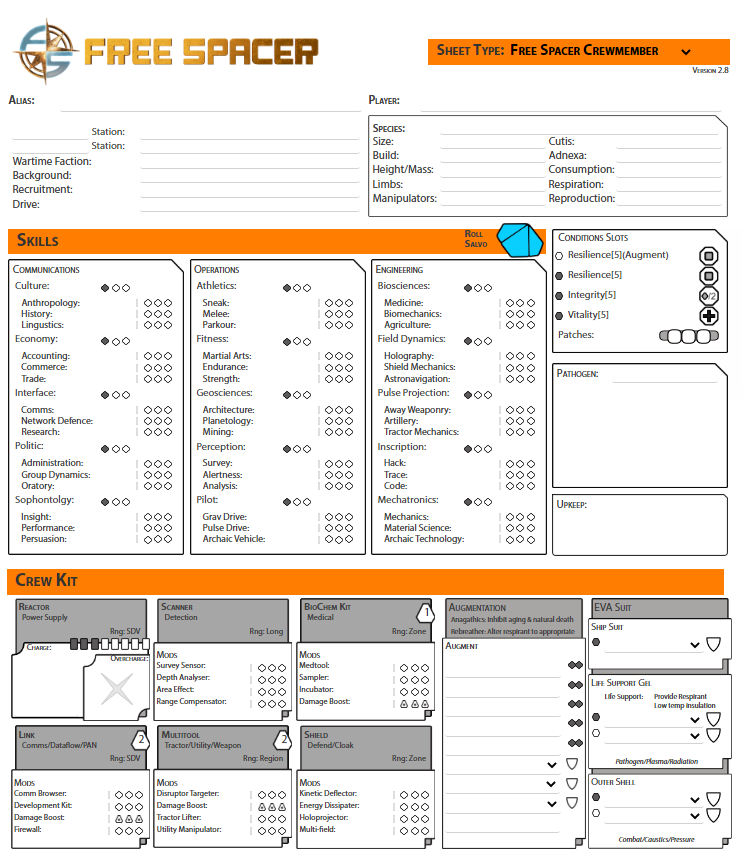 FREE SPACER
FS
Sheet Type: Free Spacer Crewmember
Version 2.8
Alias:
Player:
Station:
Station:
Wartime Faction:
Background:
Recruitment:
Drive:
Species:
Size: Cutis:
Build: Adnexa:
Height/Mass: Consumption:
Limbs: Respiration:
Manipulators: Reproduction:
Skills
Roll
Salvo
Communications
Culture:
Anthropology:
History:
Lingustics:
Economy:
Accounting:
Commerce:
Trade:
Interface:
Comms:
Network Defence:
Research:
Politic:
Administration:
Group Dynamics:
Oratory:
Sophontolgy:
Insight:
Performance:
Persuasion:
Operations
Athletics:
Sneak:
Melee:
Parkour:
Fitness:
Martial Arts:
Endurance:
Strength:
Geosciences:
Architecture:
Planetology:
Mining:
Perception:
Survey:
Alertness:
Analysis:
Pilot:
Grav Drive:
Pulse Drive:
Archaic Vehicle:
Engineering
Biosciences:
Medicine:
Biomechanics:
Agriculture:
Field Dynamics:
Holography:
Shield Mechanics:
Astronavigation:
Pulse Projection:
Away Weaponry:
Artillery:
Tractor Mechanics:
Inscription:
Hack:
Trace:
Code:
Mechatronics:
Mechanics:
Material Science:
Archaic Technology:
Conditions Slots
Resilience[5](Augment)
Resilience[5]
Integrity[5] /2
Vitality[5]
Patches:
Pathogen:
Upkeep:
Crew Kit
Reactor
Power Supply
Rng: SDV
Charge:
Overcharge:
Scanner
Detection
Rng: Long
Mods
Survey Sensor:
Depth Analyser:
Area Effect:
Range Compensator:
BioChem Kit
Medical
1
Rng: Zone
Mods
Medtool:
Sampler:
Incubator:
Damage Boost:
Link
Comms/Dataflow/PAN
2
Rng: SDV
Mods
Comm Browser:
Development Kit:
Damage Boost:
Firewall:
Multitool
Tractor/Utility/Weapon
2
Rng: Region
Mods
Disruptor Targeter:
Damage Boost:
Tractor Lifter:
Utility Manipulator:
Shield
Defend/Cloak
Rng: Zone
Mods
Kinetic Deflector:
Energy Dissipater:
Holoprojector:
Multi-field:
Augmentation
Anagathics: Inhibit aging & natural death
Rebreather: Alter respirant to appropriate
Augment
EVA Suit
Ship Suit
Life Support Gel
Life Support: Provide Respirant
Low temp Insulation
Pathogen/Plasma/Radiation
Outer Shell
Combat/Caustics/Pressure